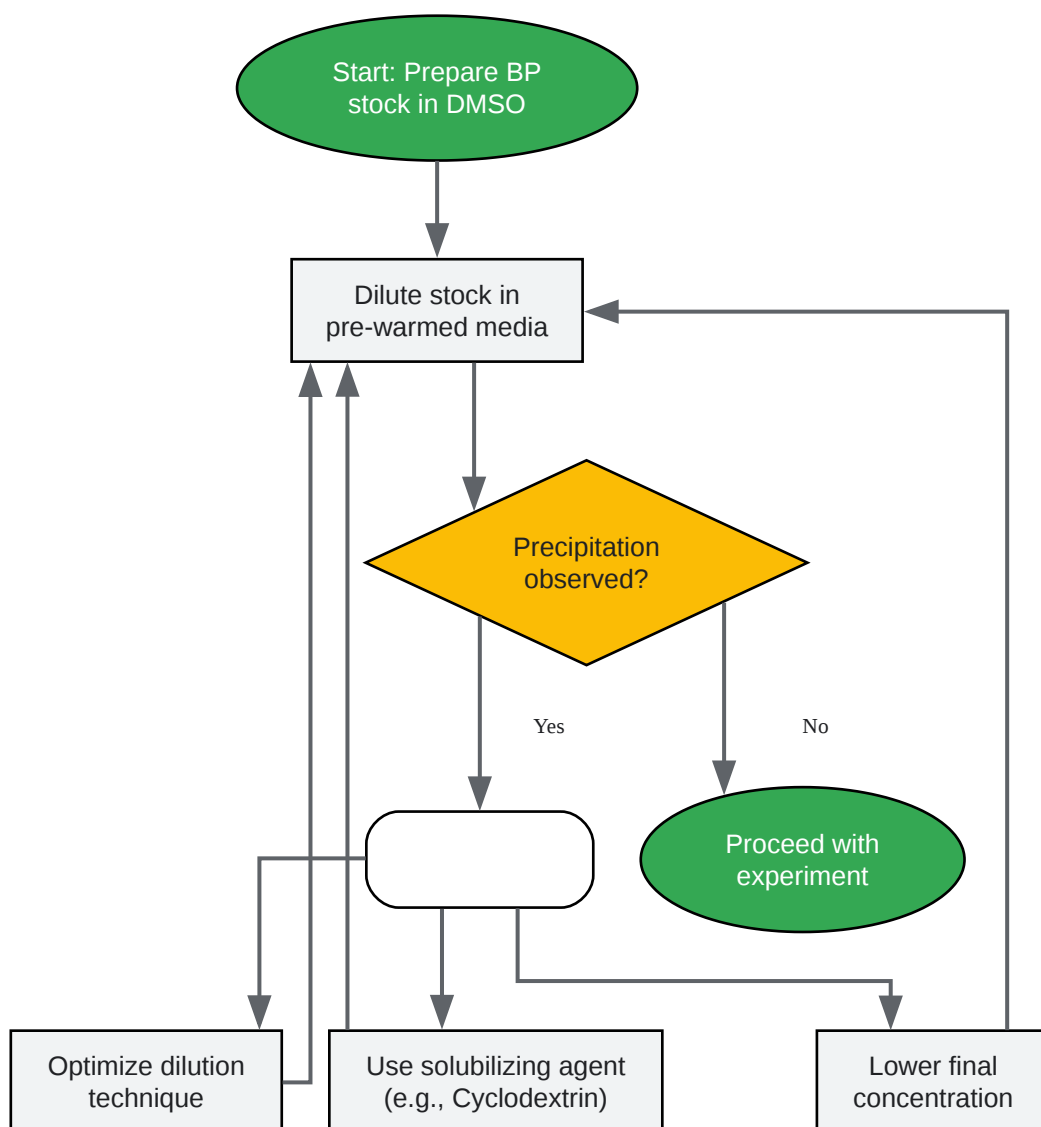 Start: Prepare BP
stock in DMSO
Dilute stock in
pre-warmed media
Precipitation
observed?
Yes
No
Proceed with
experiment
Optimize dilution
technique
Use solubilizing agent
(e.g., Cyclodextrin)
Lower final
concentration